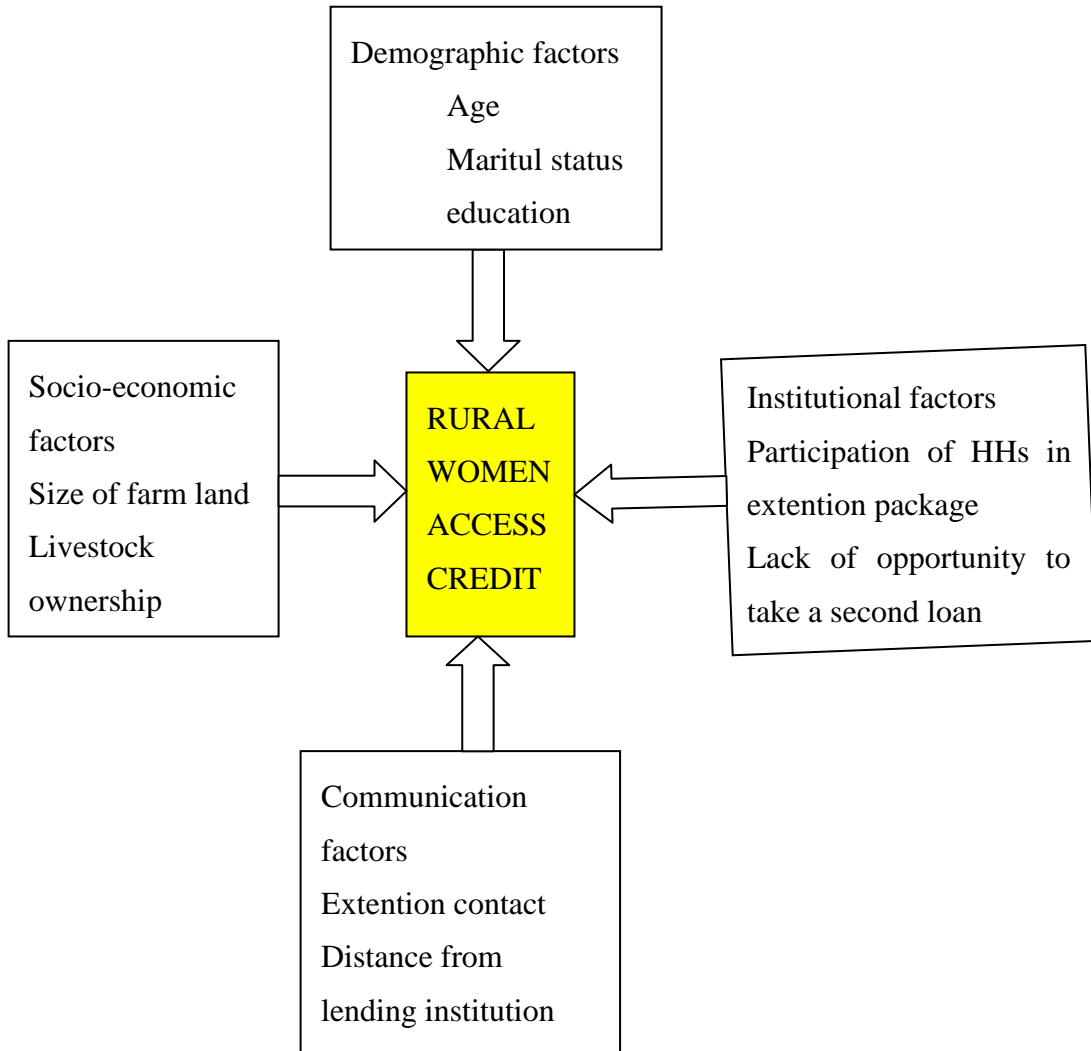 Demographic factors
Age
Maritul status
education
Socio-economic
factors
Size of farm land
Livestock
ownership
RURAL
WOMEN
ACCESS
CREDIT
Institutional factors
Participation of HHs in
extention package
Lack of opportunity to
take a second loan
Communication
factors
Extention contact
Distance from
lending institution